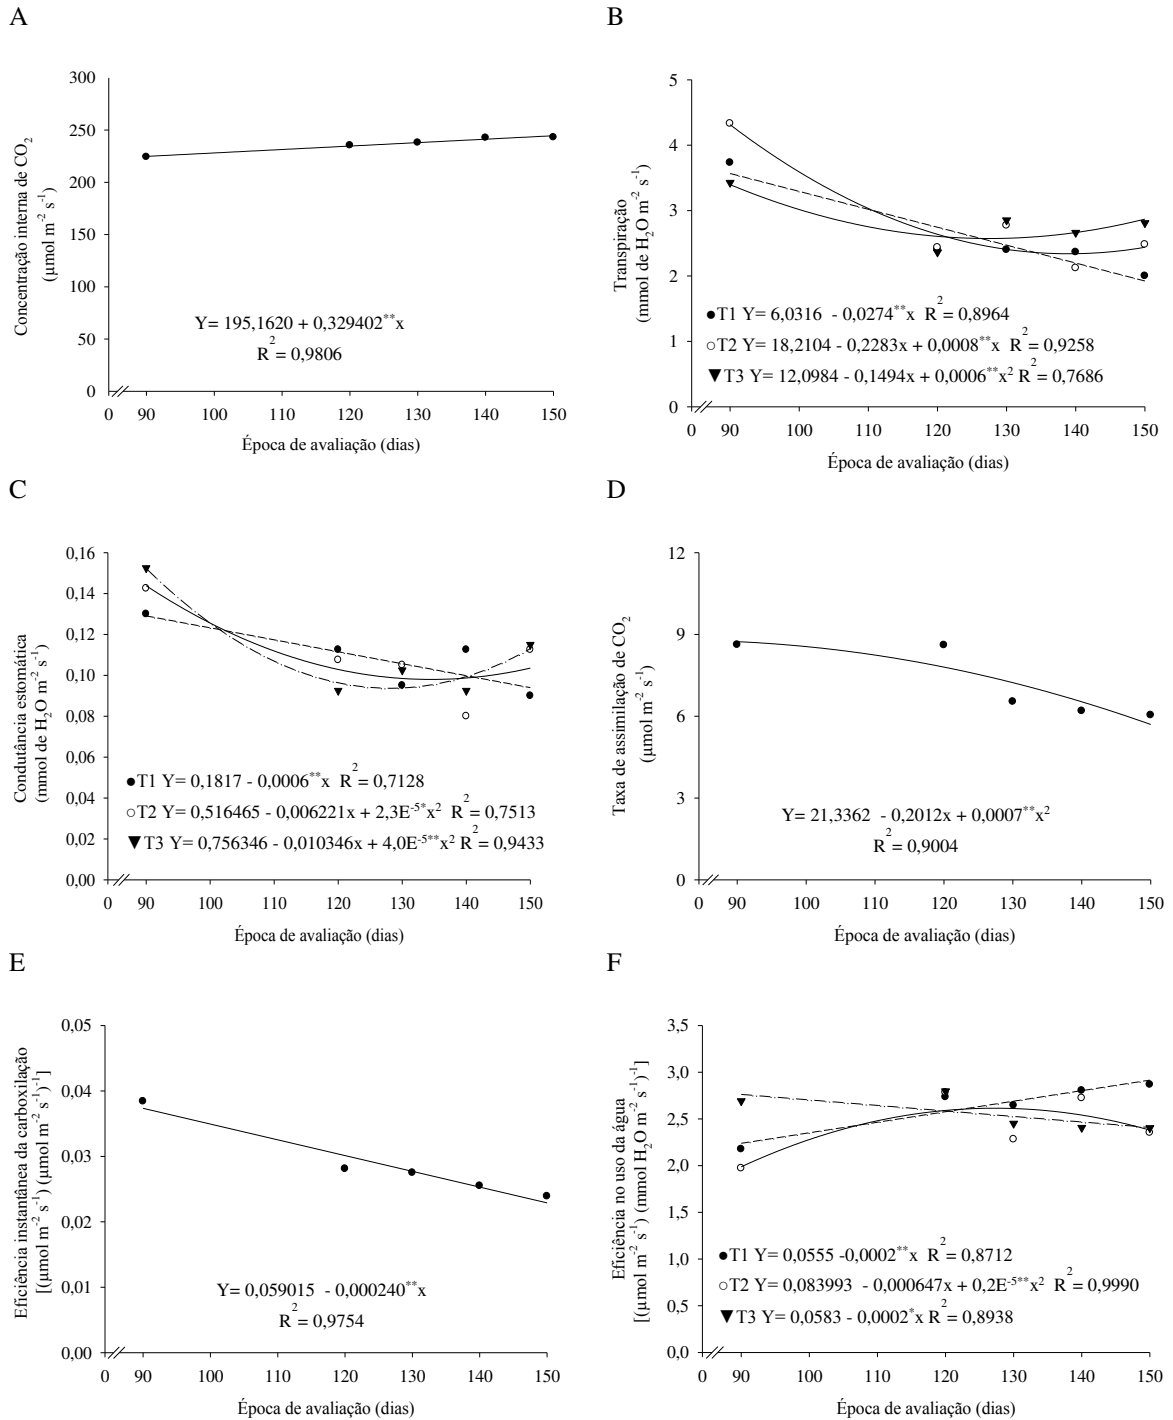 A
300
250
200
150
100
50
0
0 90 100 110 120 130 140 150
Concentração interna de CO₂
(µmol m⁻² s⁻¹)
Y= 195,1620 + 0,329402**x
R² = 0,9806
Época de avaliação (dias)
B
5
4
3
2
1
0
0 90 100 110 120 130 140 150
Transpiração
(mmol de H₂O m⁻² s⁻¹)
●T1 Y= 6,0316 - 0,0274**x R² = 0,8964
○T2 Y= 18,2104 - 0,2283x + 0,0008**x R² = 0,9258
▼T3 Y= 12,0984 - 0,1494x + 0,0006**x² R² = 0,7686
Época de avaliação (dias)
C
0,16
0,14
0,12
0,10
0,08
0,06
0,04
0,02
0,00
0 90 100 110 120 130 140 150
Condutância estomática
(mmol de H₂O m⁻² s⁻¹)
●T1 Y= 0,1817 - 0,0006**x R² = 0,7128
○T2 Y= 0,516465 - 0,006221x + 2,3E⁻⁵*x² R² = 0,7513
▼T3 Y= 0,756346 - 0,010346x + 4,0E⁻⁵**x² R² = 0,9433
Época de avaliação (dias)
D
12
9
6
3
0
0 90 100 110 120 130 140 150
Taxa de assimilação de CO₂
(µmol m⁻² s⁻¹)
Y= 21,3362 - 0,2012x + 0,0007**x²
R² = 0,9004
Época de avaliação (dias)
E
0,05
0,04
0,03
0,02
0,01
0,00
0 90 100 110 120 130 140 150
Eficiência instantânea da carboxilação
[(µmol m⁻² s⁻¹) (µmol m⁻² s⁻¹)⁻¹]
Y= 0,059015 - 0,000240**x
R² = 0,9754
Época de avaliação (dias)
F
3,5
3,0
2,5
2,0
1,5
1,0
0,5
0,0
0 90 100 110 120 130 140 150
Eficiência no uso da água
[(µmol m⁻² s⁻¹) (mmol H₂O m⁻² s⁻¹)⁻¹]
●T1 Y= 0,0555 -0,0002**x R² = 0,8712
○T2 Y= 0,083993 - 0,000647x + 0,2E⁻⁵**x² R² = 0,9990
▼T3 Y= 0,0583 - 0,0002*x R² = 0,8938
Época de avaliação (dias)